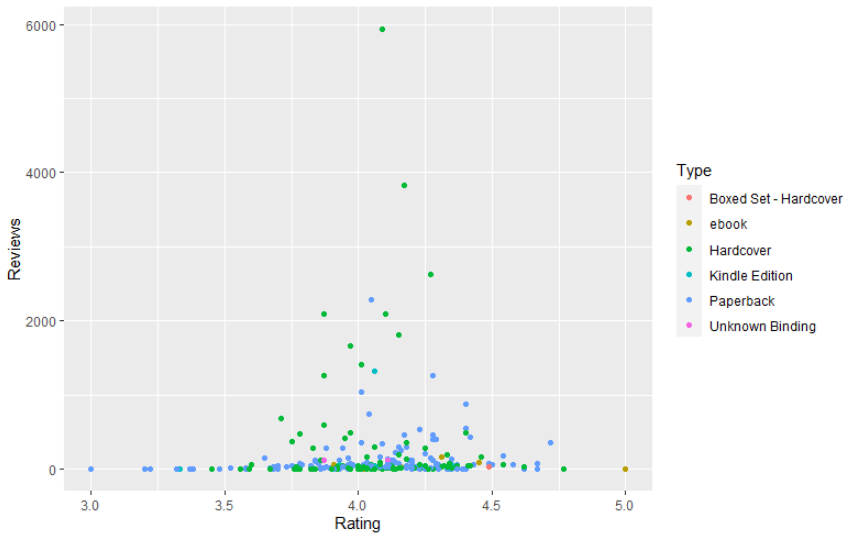 6000
4000
2000
0
Reviews
3.0 3.5 4.0 4.5 5.0
Rating
Type
Boxed Set - Hardcover
ebook
Hardcover
Kindle Edition
Paperback
Unknown Binding